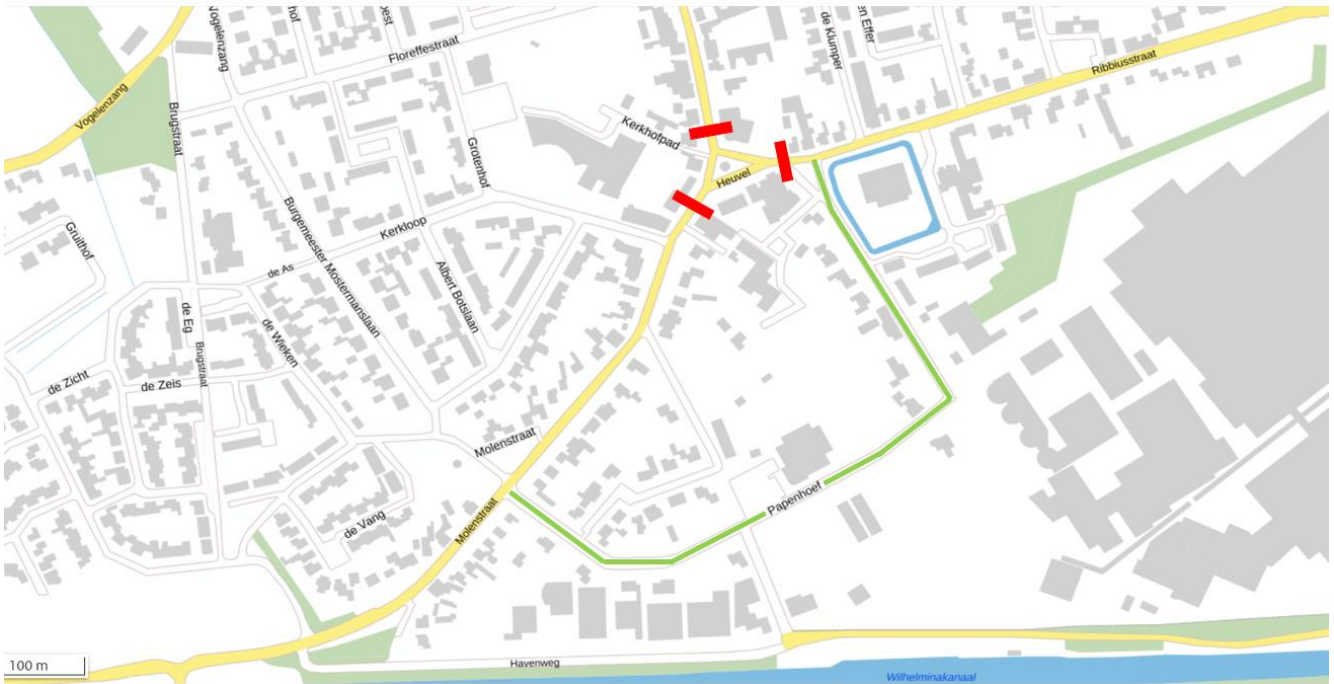 Vogelenzang
Floreffestraat
de Klumper
Ribbiusstraat
Vogelenzang
Brugstraat
Kerkhofpad
Grotenhof
Heuvel
Gruithof
Burgemeester Mostermanslaan
Kerkloop
de As
Albert Botslaan
de Eg
de Wieken
Brugstraat
de Zicht
de Zeis
Molenstraat
Papenhoef
Molenstraat
de Vang
100 m
Havenweg
Wilhelminakanaal